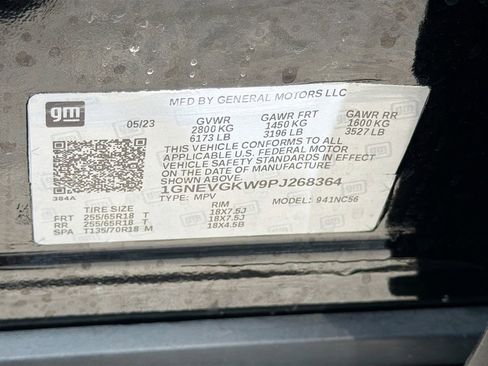 gm
MFD BY GENERAL MOTORS LLC
05/23 GVWR GAWR FRT GAWR RR
2800 KG 1450 KG 1600 KG
6173 LB 3196 LB 3527 LB
THIS VEHICLE CONFORMS TO ALL
APPLICABLE U.S. FEDERAL MOTOR
VEHICLE SAFETY STANDARDS IN EFFECT
ON THE DATE OF MANUFACTURE
SHOWN ABOVE.
1GNEVGKW9PJ268364
384A TYPE: MPV MODEL: 941NC56
TIRE SIZE RIM
FRT 255/65R18 T 18X7.5J
RR 255/65R18 T 18X7.5J
SPA T135/70R18 M 18X4.5B